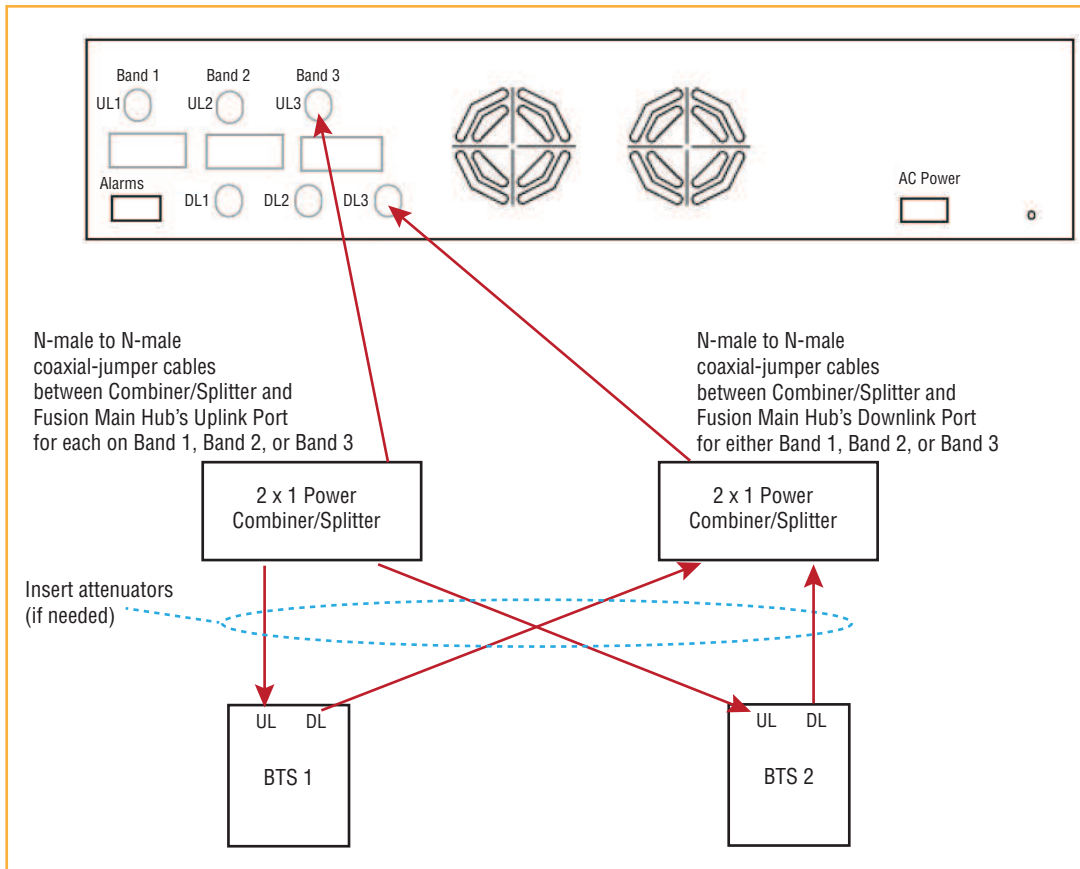 Band 1 Band 2 Band 3
UL1 UL2 UL3
Alarms
DL1 DL2 DL3
AC Power
N-male to N-male
coaxial-jumper cables
between Combiner/Splitter and
Fusion Main Hub's Uplink Port
for each on Band 1, Band 2, or Band 3
N-male to N-male
coaxial-jumper cables
between Combiner/Splitter and
Fusion Main Hub's Downlink Port
for either Band 1, Band 2, or Band 3
2 x 1 Power
Combiner/Splitter
2 x 1 Power
Combiner/Splitter
Insert attenuators
(if needed)
UL DL
BTS 1
UL DL
BTS 2